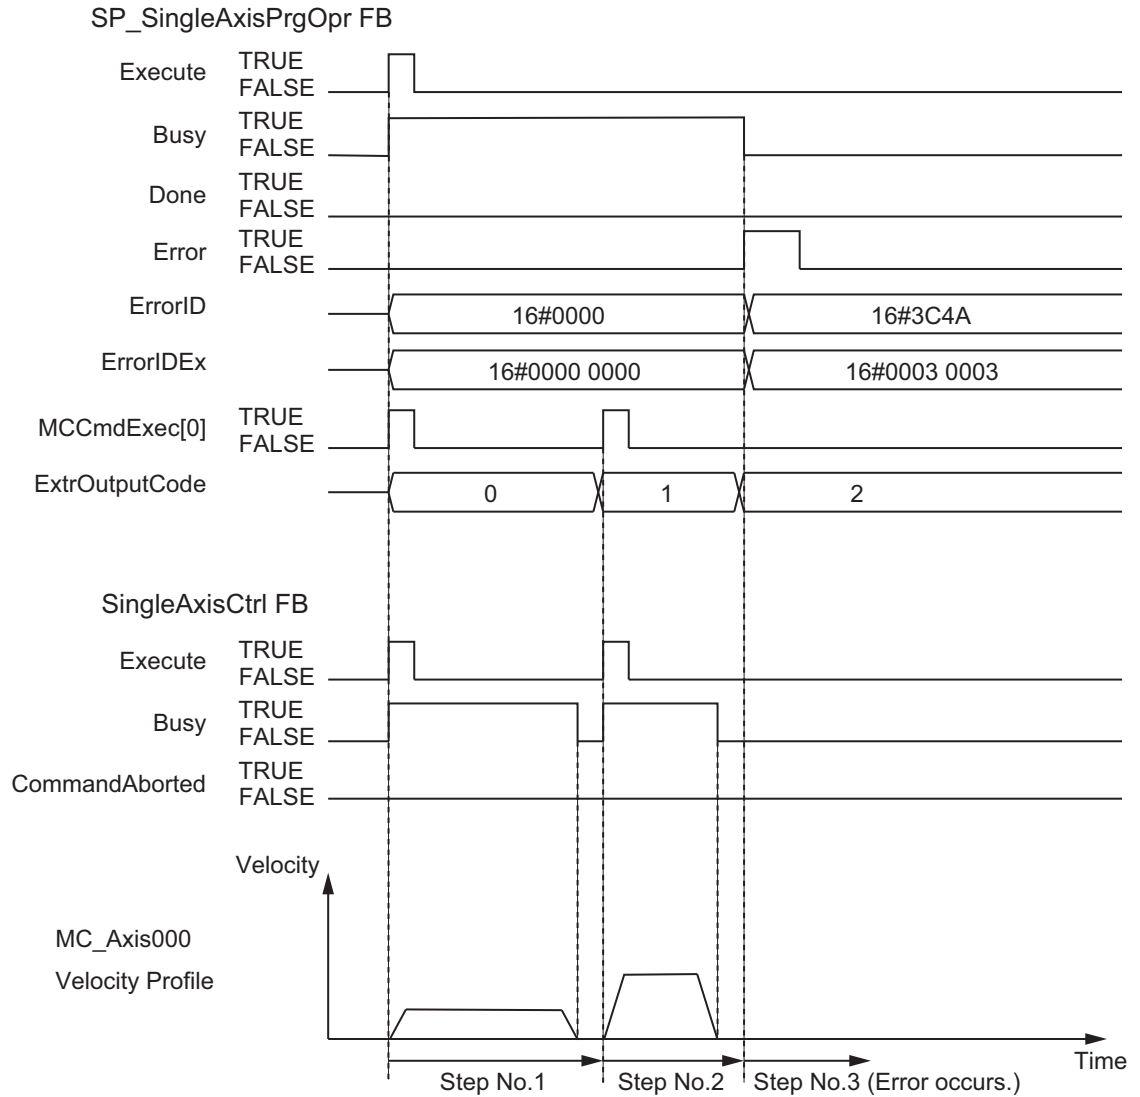 SP_SingleAxisPrgOpr FB
Execute TRUE
FALSE
Busy TRUE
FALSE
Done TRUE
FALSE
Error TRUE
FALSE
ErrorID 16#0000 16#3C4A
ErrorIDEx 16#0000 0000 16#0003 0003
MCCmdExec[0] TRUE
FALSE
ExtrOutputCode 0 1 2
SingleAxisCtrl FB
Execute TRUE
FALSE
Busy TRUE
FALSE
CommandAborted TRUE
FALSE
Velocity
MC_Axis000
Velocity Profile
Time
Step No.1 Step No.2 Step No.3 (Error occurs.)